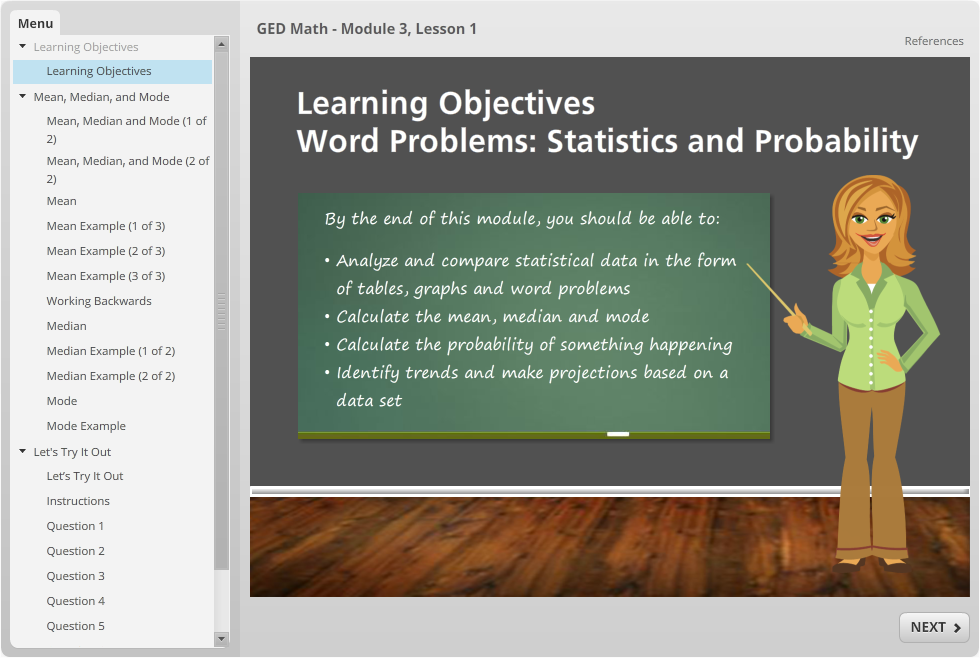 Menu
Learning Objectives
Learning Objectives
Mean, Median, and Mode
Mean, Median and Mode (1 of
2)
Mean, Median, and Mode (2 of
2)
Mean
Mean Example (1 of 3)
Mean Example (2 of 3)
Mean Example (3 of 3)
Working Backwards
Median
Median Example (1 of 2)
Median Example (2 of 2)
Mode
Mode Example
Let's Try It Out
Let’s Try It Out
Instructions
Question 1
Question 2
Question 3
Question 4
Question 5
GED Math - Module 3, Lesson 1
References
Learning Objectives
Word Problems: Statistics and Probability
By the end of this module, you should be able to:
• Analyze and compare statistical data in the form
of tables, graphs and word problems
• Calculate the mean, median and mode
• Calculate the probability of something happening
• Identify trends and make projections based on a
data set
NEXT